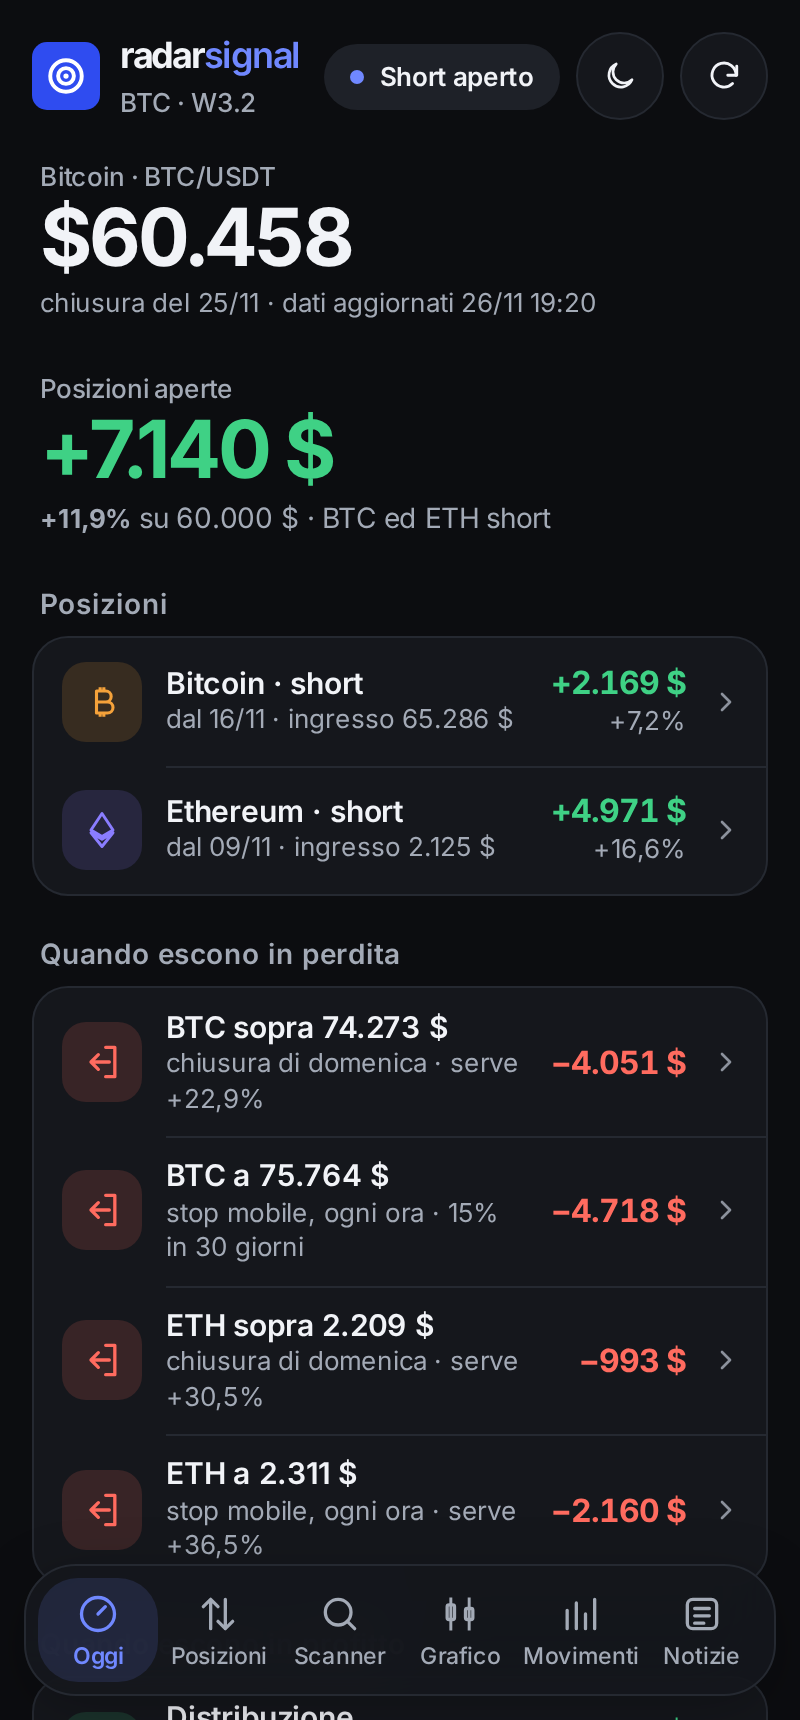 radarsignal
BTC · W3.2
Short aperto
Bitcoin · BTC/USDT
$60.458
chiusura del 25/11 · dati aggiornati 26/11 19:20
Posizioni aperte
+7.140 $
+11,9% su 60.000 $ · BTC ed ETH short
Posizioni
Bitcoin · short
+2.169 $
dal 16/11 · ingresso 65.286 $
+7,2%
Ethereum · short
+4.971 $
dal 09/11 · ingresso 2.125 $
+16,6%
Quando escono in perdita
BTC sopra 74.273 $
chiusura di domenica · serve
+22,9%
−4.051 $
BTC a 75.764 $
stop mobile, ogni ora · 15%
in 30 giorni
−4.718 $
ETH sopra 2.209 $
chiusura di domenica · serve
+30,5%
−993 $
ETH a 2.311 $
stop mobile, ogni ora · serve
+36,5%
−2.160 $
Oggi
Posizioni
Scanner
Grafico
Movimenti
Notizie
Distribuzione